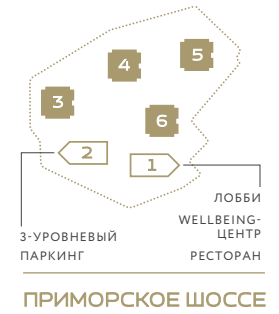 5
4
3
6
2
1
ЛОББИ
WELLBEING-
ЦЕНТР
3-УРОВНЕВЫЙ
ПАРКИНГ
РЕСТОРАН
ПРИМОРСКОЕ ШОССЕ